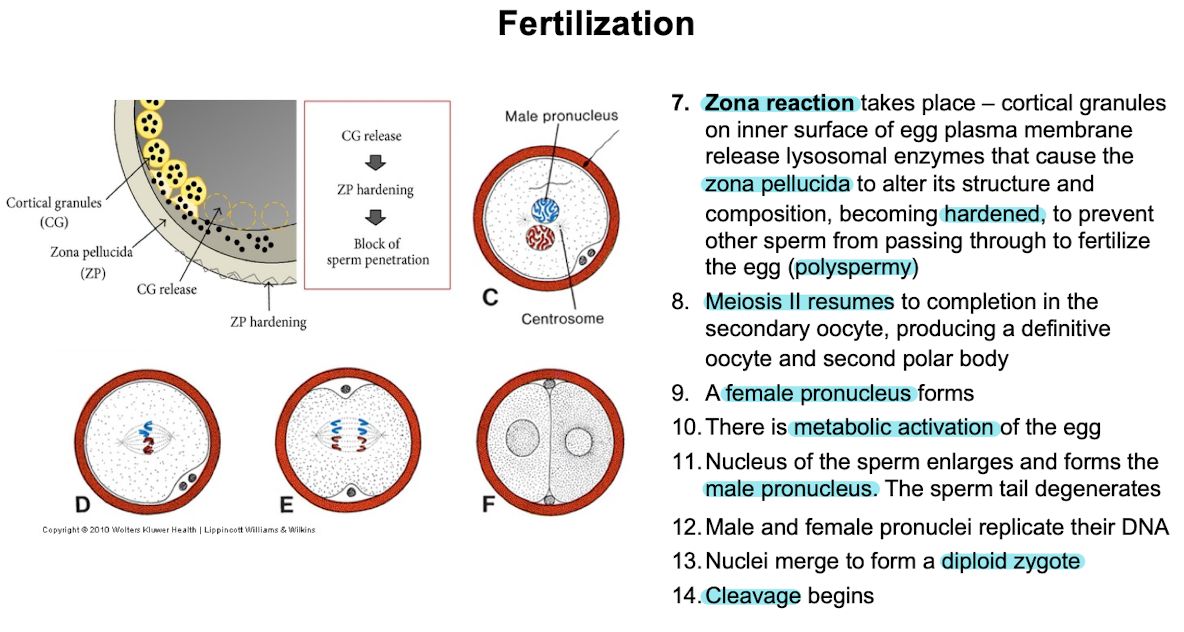 Fertilization
Cortical granules
(CG)
Zona pellucida
(ZP)
CG release
ZP hardening
CG release
ZP hardening
Block of
sperm penetration
Male pronucleus
C
Centrosome
D
E
F
Copyright © 2010 Wolters Kluwer Health | Lippincott Williams & Wilkins
7. Zona reaction takes place – cortical granules
on inner surface of egg plasma membrane
release lysosomal enzymes that cause the
zona pellucida to alter its structure and
composition, becoming hardened, to prevent
other sperm from passing through to fertilize
the egg (polyspermy)
8. Meiosis II resumes to completion in the
secondary oocyte, producing a definitive
oocyte and second polar body
9. A female pronucleus forms
10. There is metabolic activation of the egg
11. Nucleus of the sperm enlarges and forms the
male pronucleus. The sperm tail degenerates
12. Male and female pronuclei replicate their DNA
13. Nuclei merge to form a diploid zygote
14. Cleavage begins